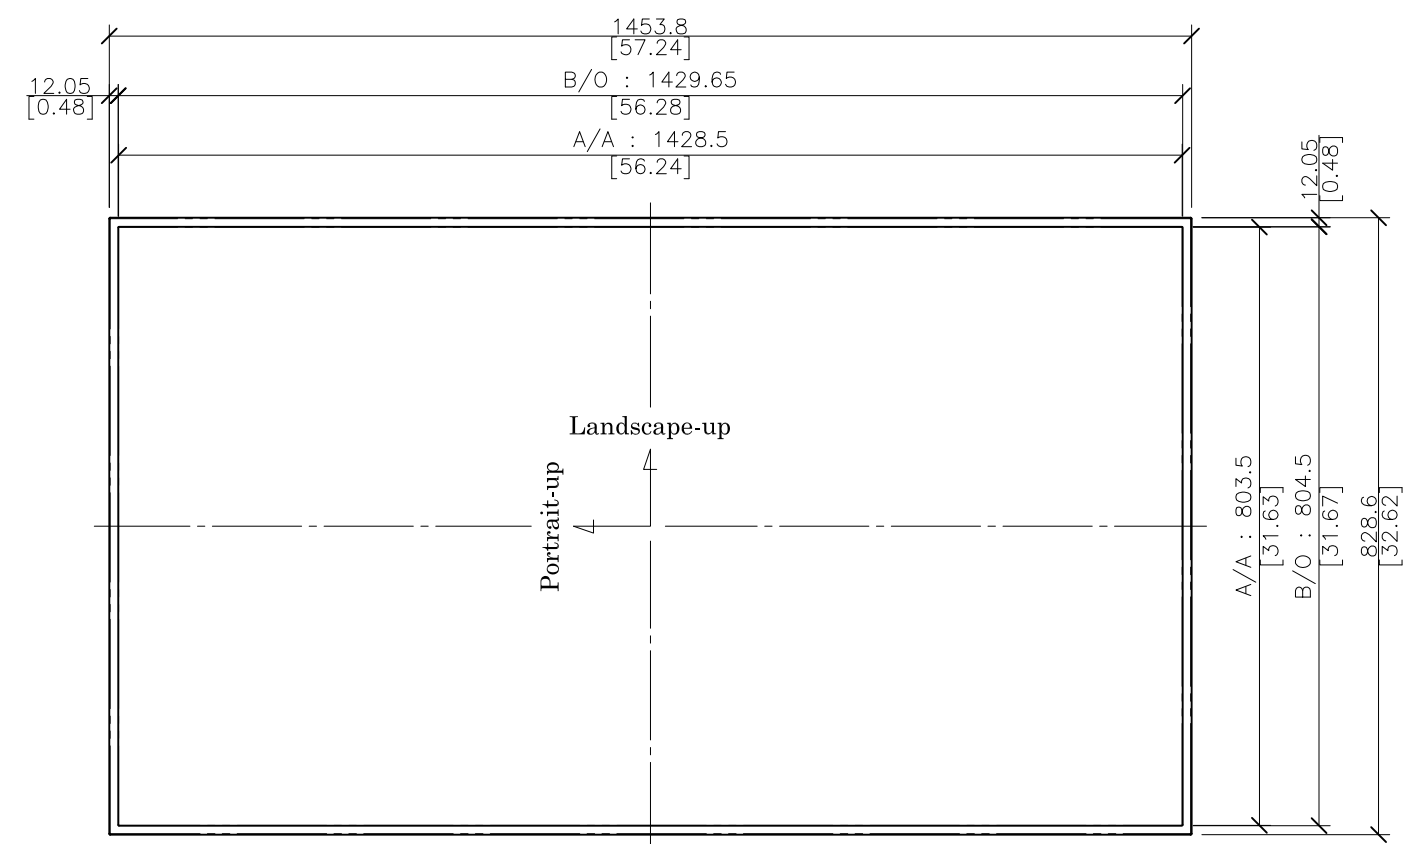 1453.8
[57.24]
12.05
[0.48]
B/O : 1429.65
[56.28]
A/A : 1428.5
[56.24]
12.05
[0.48]
Landscape-up
Portrait-up
A/A : 803.5
[31.63]
B/O : 804.5
[31.67]
828.6
[32.62]